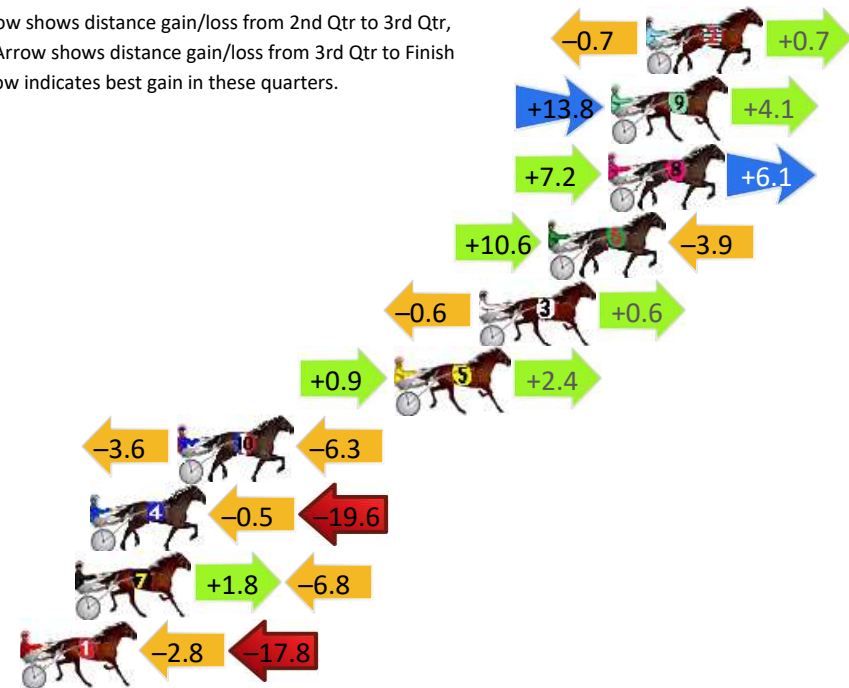 ow shows distance gain/loss from 2nd Qtr to 3rd Qtr,
Arrow shows distance gain/loss from 3rd Qtr to Finish
ow indicates best gain in these quarters.
−0.7 +0.7
+13.8 9 +4.1
+7.2 8 +6.1
+10.6 6 −3.9
−0.6 3 +0.6
+0.9 5 +2.4
−3.6 10 −6.3
4 −0.5 −19.6
7 +1.8 −6.8
1 −2.8 −17.8